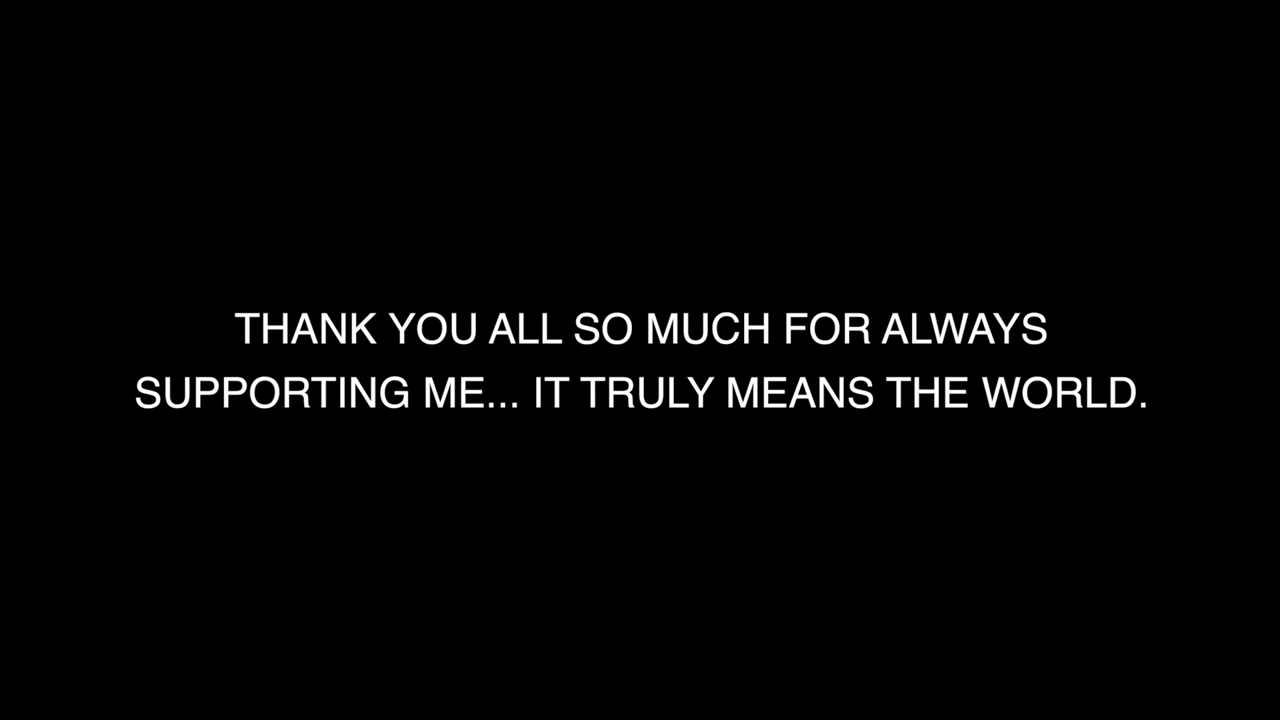 THANK YOU ALL SO MUCH FOR ALWAYS
SUPPORTING ME... IT TRULY MEANS THE WORLD.